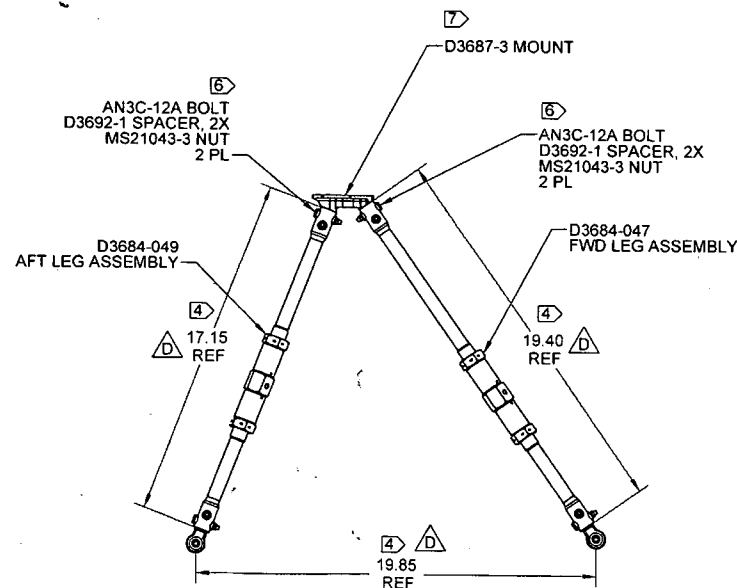 7
D3687-3 MOUNT
6
AN3C-12A BOLT
D3692-1 SPACER, 2X
MS21043-3 NUT
2 PL
6
AN3C-12A BOLT
D3692-1 SPACER, 2X
MS21043-3 NUT
2 PL
D3684-049
AFT LEG ASSEMBLY
D3684-047
FWD LEG ASSEMBLY
4
D 17.15
REF
4
19.40 D
REF
4 D
19.85
REF